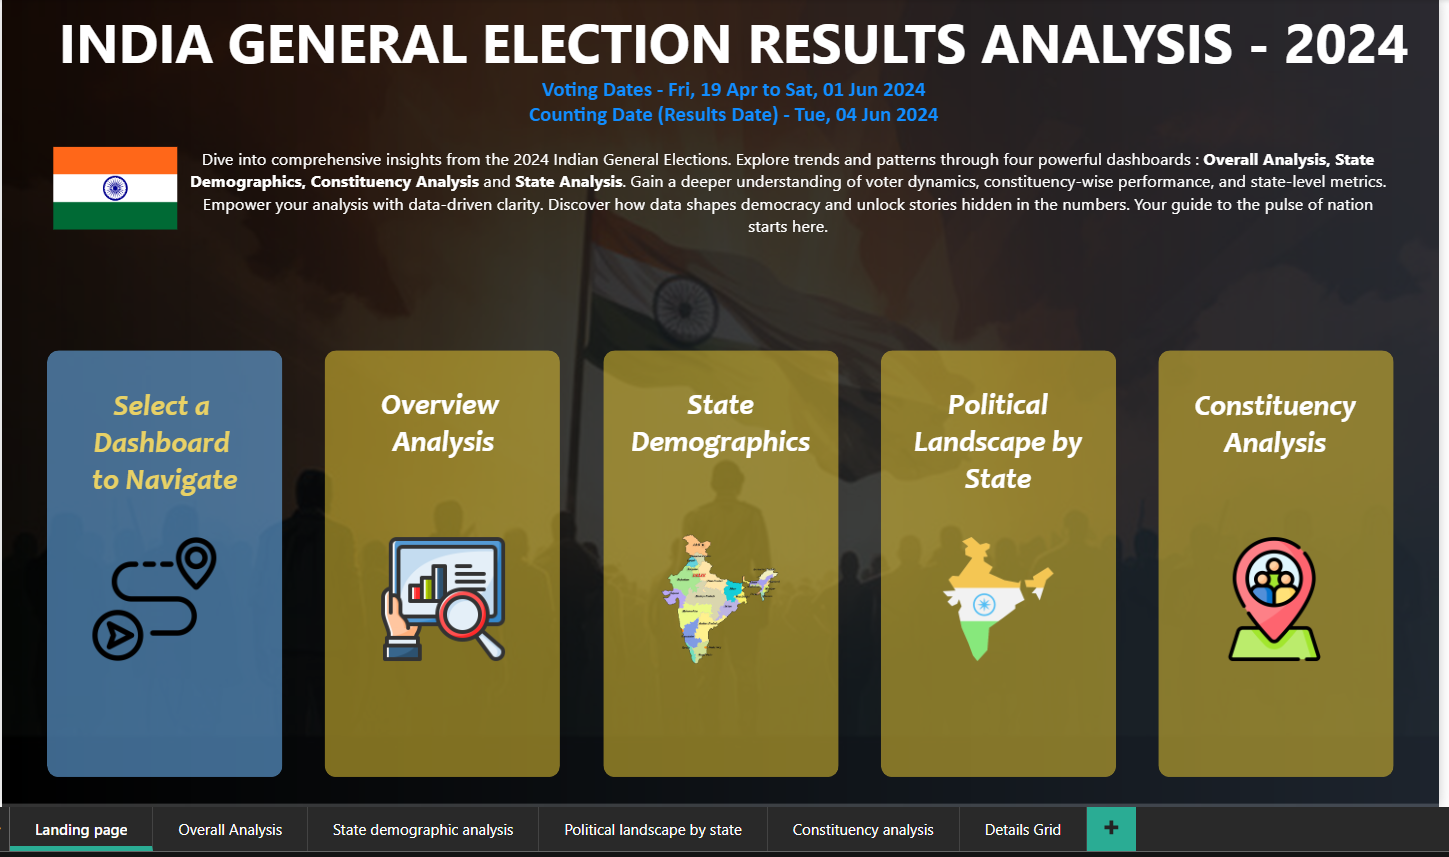 INDIA GENERAL ELECTION RESULTS ANALYSIS - 2024
Voting Dates - Fri, 19 Apr to Sat, 01 Jun 2024
Counting Date (Results Date) - Tue, 04 Jun 2024
Dive into comprehensive insights from the 2024 Indian General Elections. Explore trends and patterns through four powerful dashboards : Overall Analysis, State
Demographics, Constituency Analysis and State Analysis. Gain a deeper understanding of voter dynamics, constituency-wise performance, and state-level metrics.
Empower your analysis with data-driven clarity. Discover how data shapes democracy and unlock stories hidden in the numbers. Your guide to the pulse of nation
starts here.
Select a
Dashboard
to Navigate
Overview
Analysis
State
Demographics
Political
Landscape by
State
Constituency
Analysis
Landing page
Overall Analysis
State demographic analysis
Political landscape by state
Constituency analysis
Details Grid
+